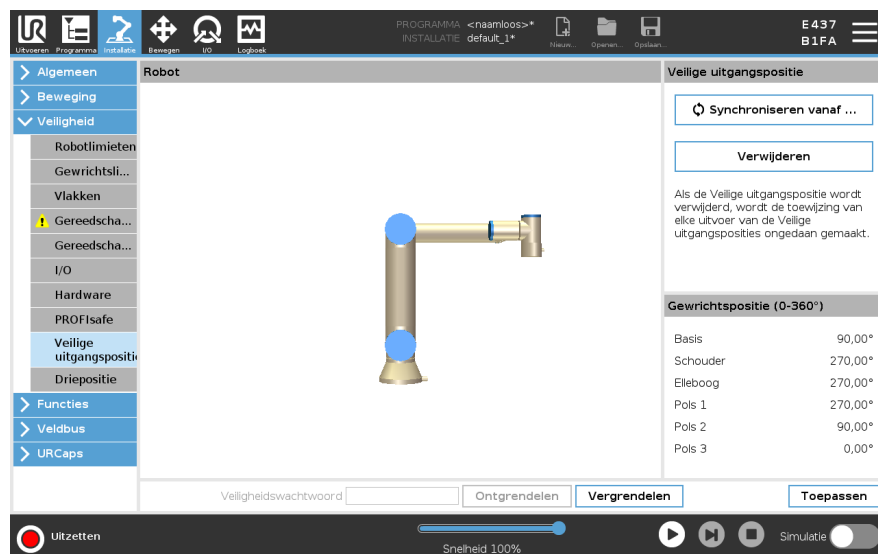 PROGRAMMA <naamloos>*
INSTALLATIE default_1*
E437
B1FA
Uitvoeren Programma Installatie Bewegen I/O Logboek
Nieuw... Openen... Opslaan...
Algemeen
Beweging
Veiligheid
Robotlimieten
Gewrichtsli...
Vlakken
Gereedscha...
Gereedscha...
I/O
Hardware
PROFIsafe
Veilige
uitgangspositie
Driepositie
Functies
Veldbus
URCaps
Robot
Veilige uitgangspositie
Synchroniseren vanaf ...
Verwijderen
Als de Veilige uitgangspositie wordt
verwijderd, wordt de toewijzing van
elke uitvoer van de Veilige
uitgangsposities ongedaan gemaakt.
Gewrichtspositie (0-360°)
Basis 90,00°
Schouder 270,00°
Elleboog 270,00°
Pols 1 270,00°
Pols 2 90,00°
Pols 3 0,00°
Veiligheidswachtwoord Ontgrendelen Vergrendelen Toepassen
Uitzetten
Snelheid 100%
Simulatie